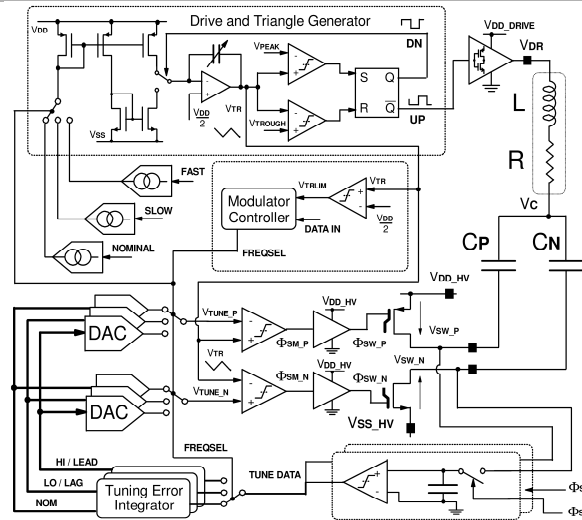 Drive and Triangle Generator
VDD
VPEAK
VTR
VDD
2
VTROUGH
S Q
R Q
DN
UP
VDD_DRIVE
VDR
L
R
VC
CP
CN
VSS
FAST
SLOW
NOMINAL
Modulator
Controller
VTRLIM
VTR
VDD
2
DATA IN
FREQSEL
VDD_HV
DAC
VTUNE_P
VDD_HV
ΦSM_P
ΦSW_P
VSW_P
VTR
VSW_N
DAC
VTUNE_N
ΦSM_N
VDD_HV
ΦSW_N
VSS_HV
FREQSEL
HI / LEAD
LO / LAG
NOM
Tuning Error
Integrator
TUNE DATA